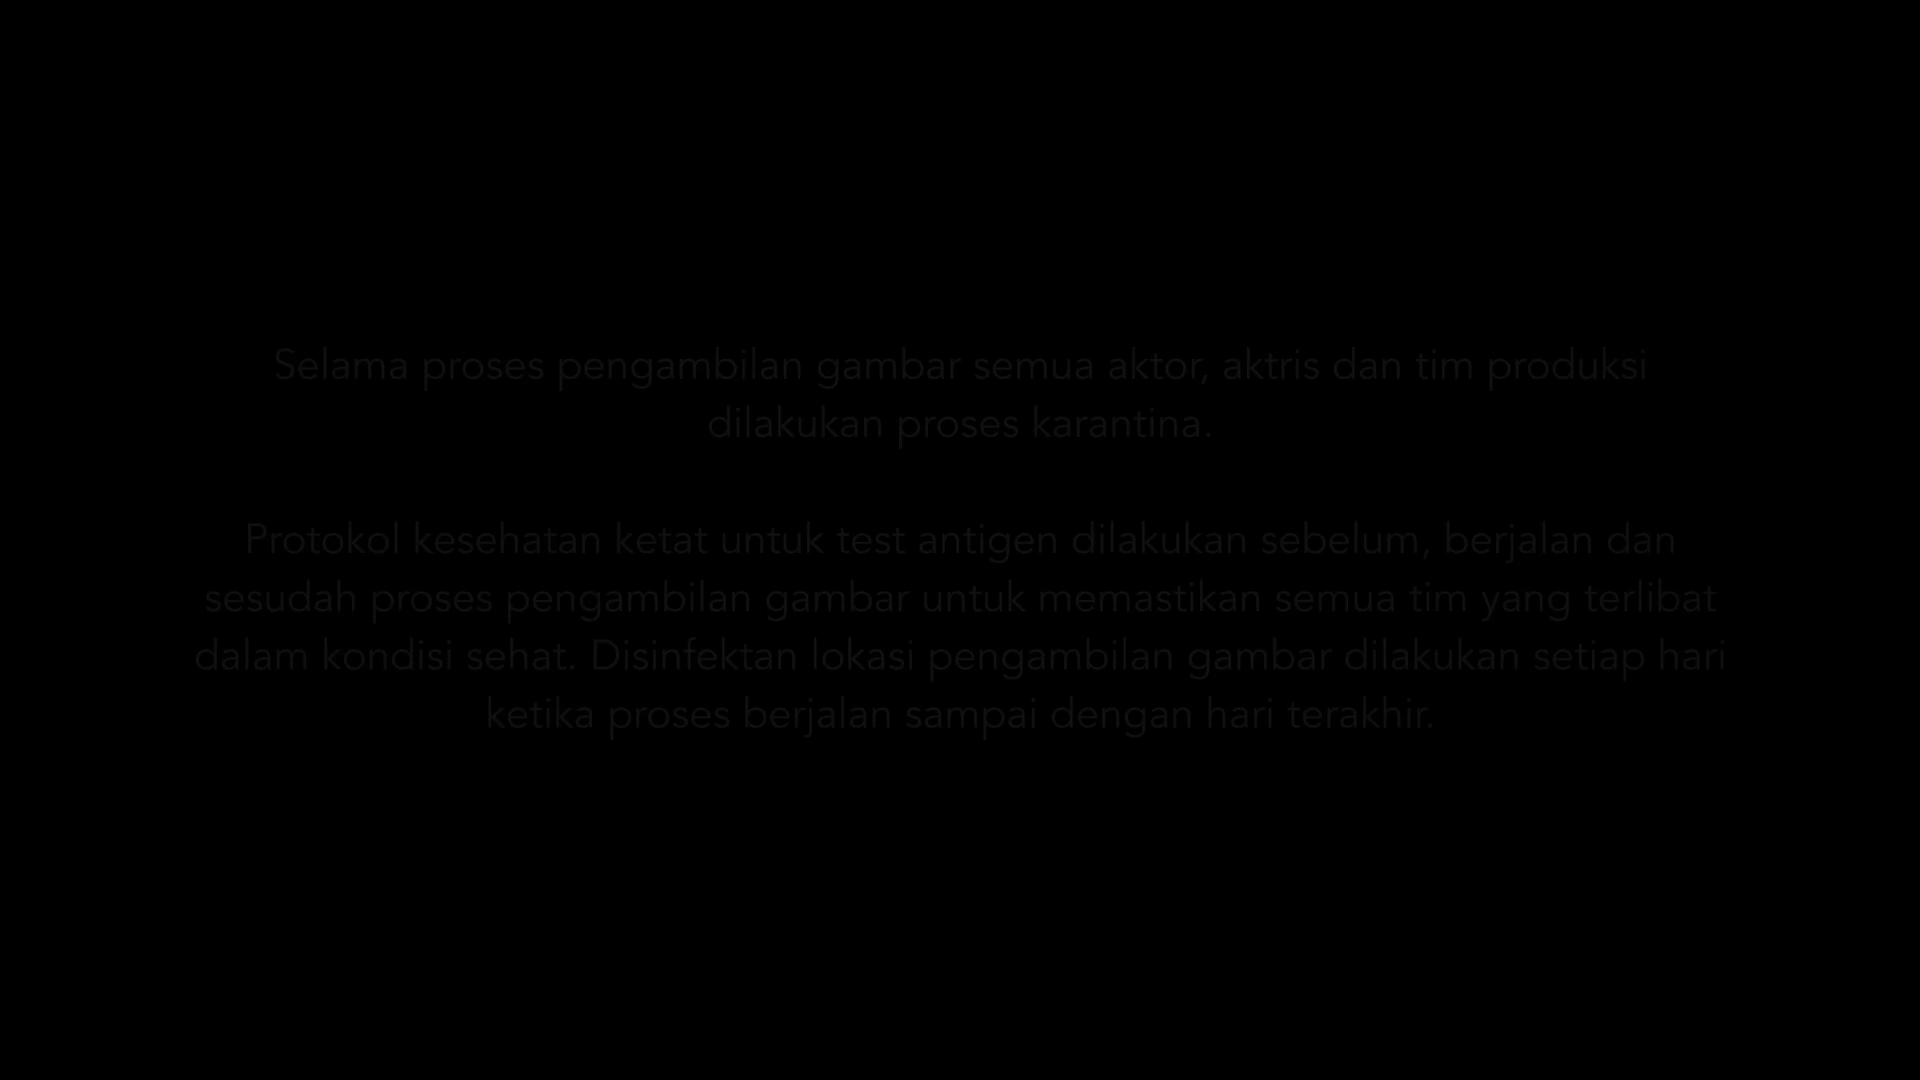 Selama proses pengambilan gambar semua aktor, aktris dan tim produksi
dilakukan proses karantina.
Protokol kesehatan ketat untuk test antigen dilakukan sebelum, berjalan dan
sesudah proses pengambilan gambar untuk memastikan semua tim yang terlibat
dalam kondisi sehat. Disinfektan lokasi pengambilan gambar dilakukan setiap hari
ketika proses berjalan sampai dengan hari terakhir.